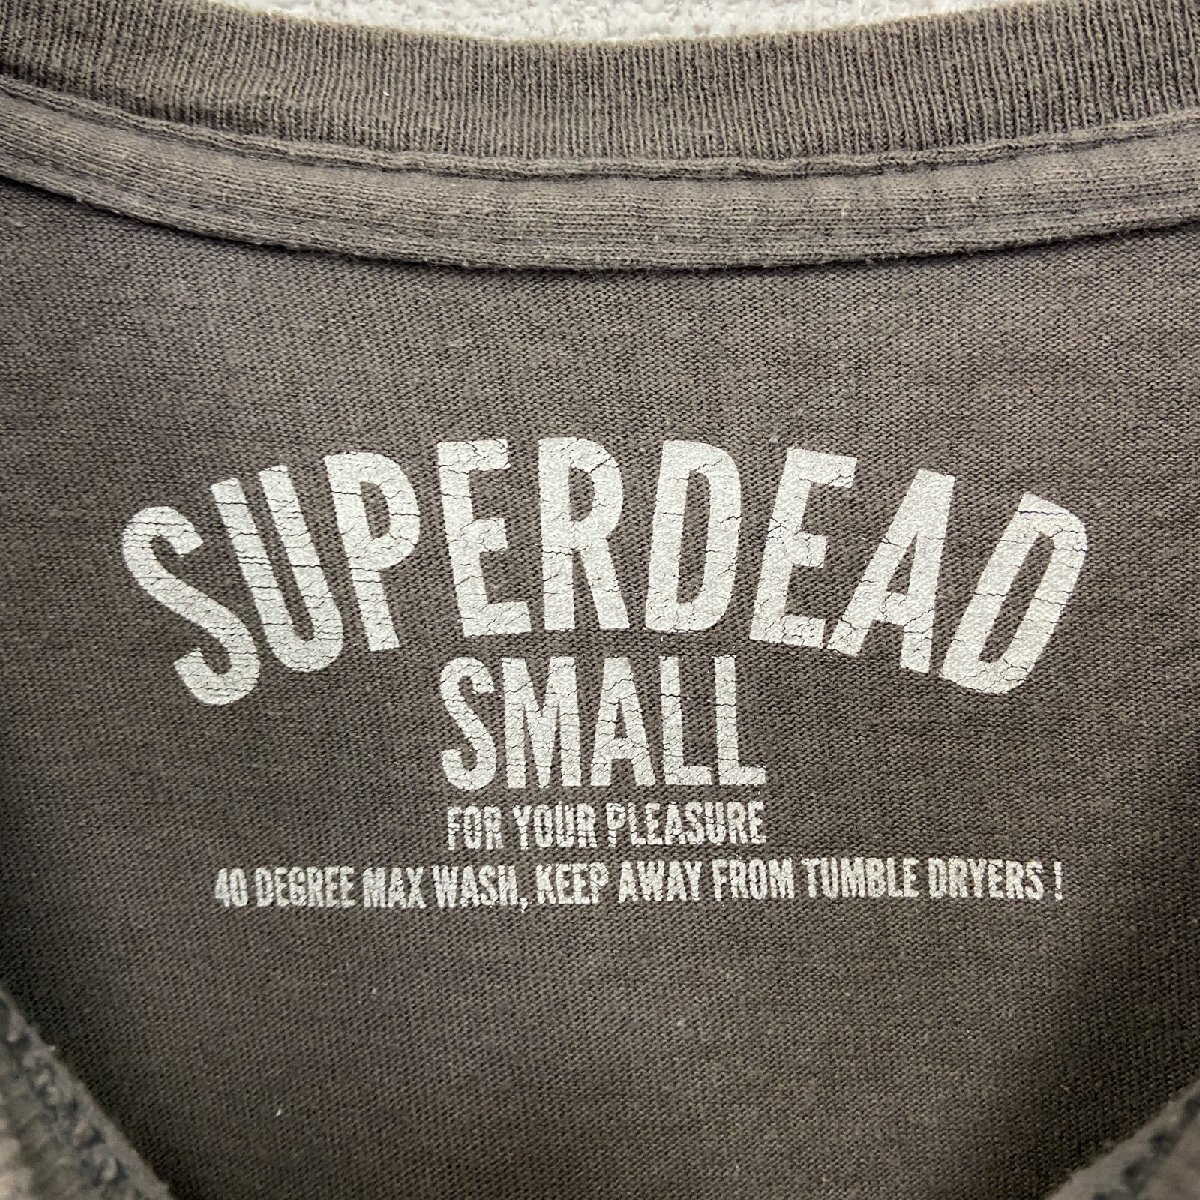 SUPERDEAD
SMALL
FOR YOUR PLEASURE
40 DEGREE MAX WASH, KEEP AWAY FROM TUMBLE DRYERS !